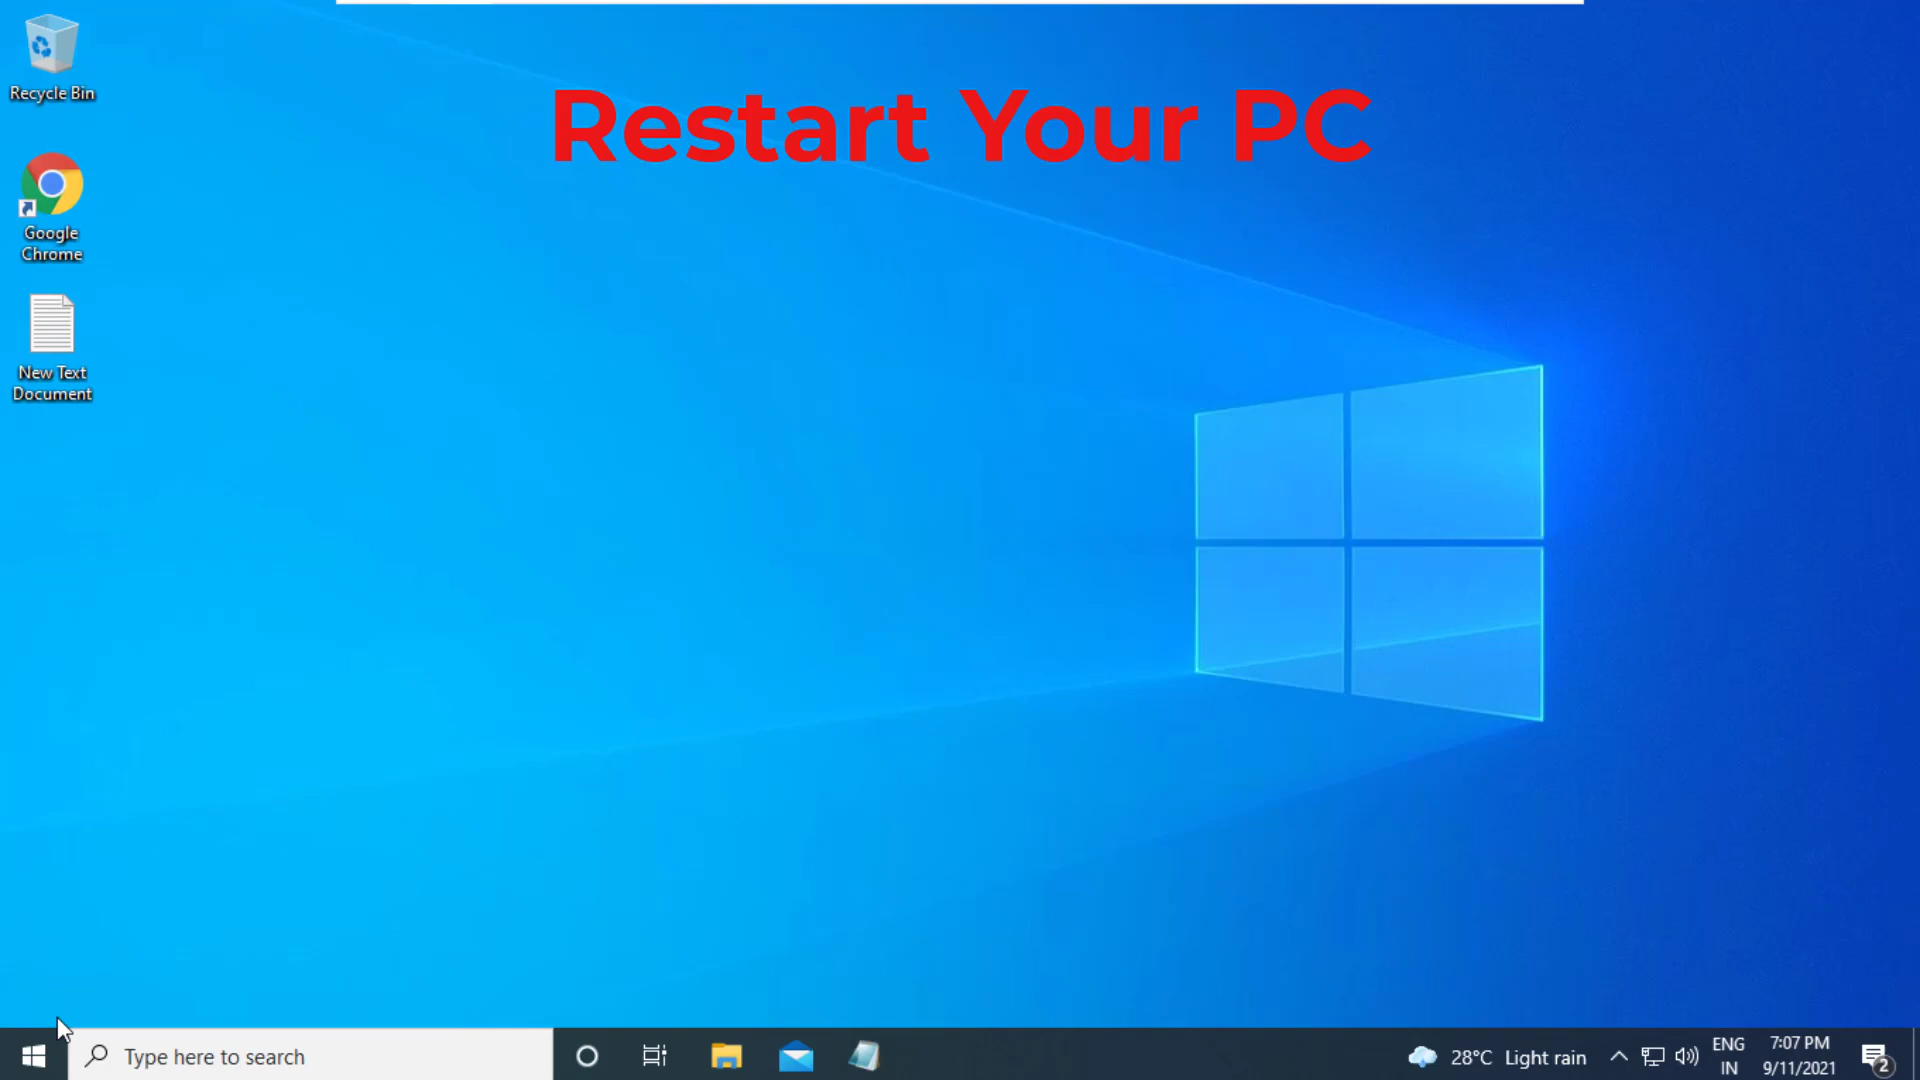 Restart Your PC
Recycle Bin
Google
Chrome
New Text
Document
Type here to search
28°C Light rain
ENG
IN
7:07 PM
9/11/2021
2